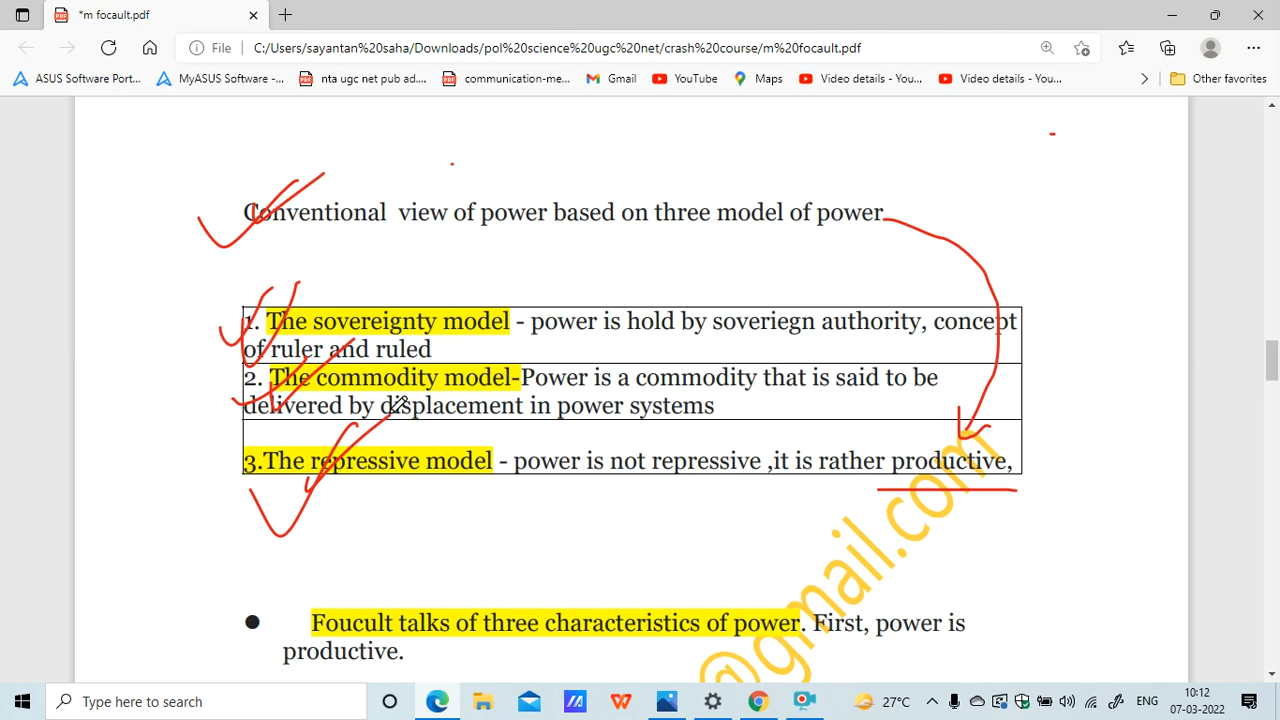 *m focault.pdf
File
C:/Users/sayantan%20saha/Downloads/pol%20science%20ugc%20net/crash%20course/m%20focault.pdf
ASUS Software Port...
MyASUS Software -...
nta ugc net pub ad....
communication-me...
Gmail
YouTube
Maps
Video details - You...
Video details - You...
Other favorites
Conventional view of power based on three model of power
1. The sovereignty model - power is hold by soveriegn authority, concept
of ruler and ruled
2. The commodity model-Power is a commodity that is said to be
delivered by displacement in power systems
3.The repressive model - power is not repressive ,it is rather productive,
@gmail.com
● Foucult talks of three characteristics of power. First, power is
productive.
Type here to search
27°C
ENG
10:12
07-03-2022